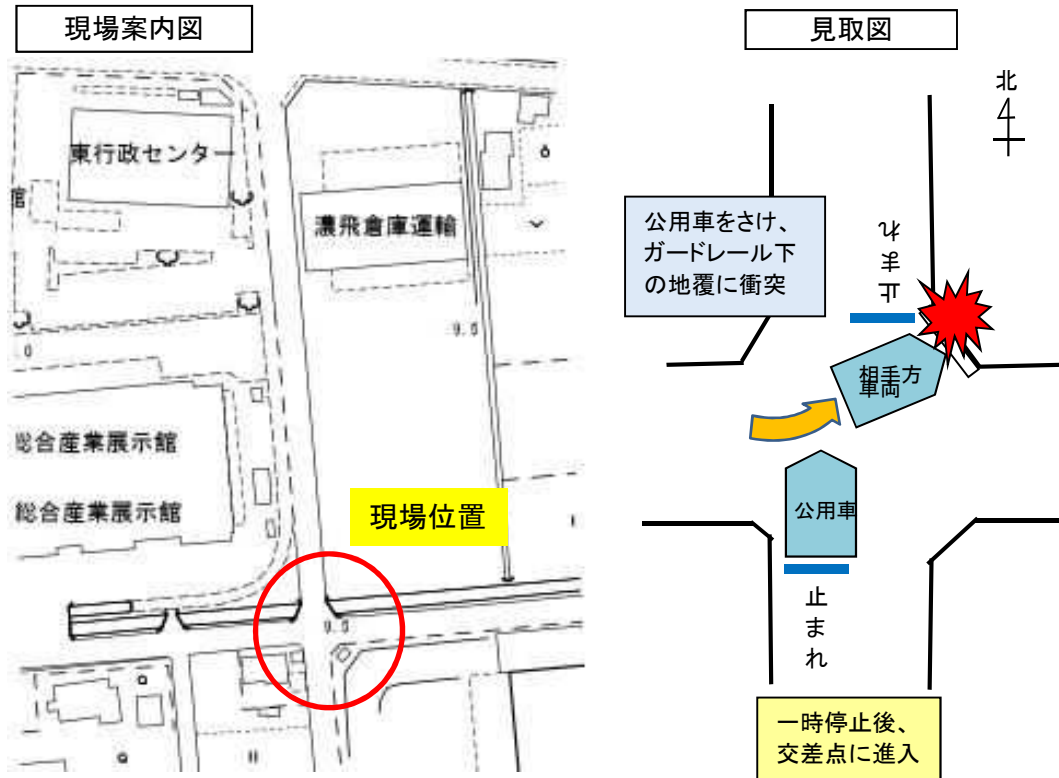 現場案内図
東行政センター
館
濃飛倉庫運輸
9.0
総合産業展示館
総合産業展示館
現場位置
9.5
見取図
北
公用車をさけ、
ガードレール下
の地覆に衝突
止まれ
相手方
車両
公用車
止まれ
一時停止後、
交差点に進入